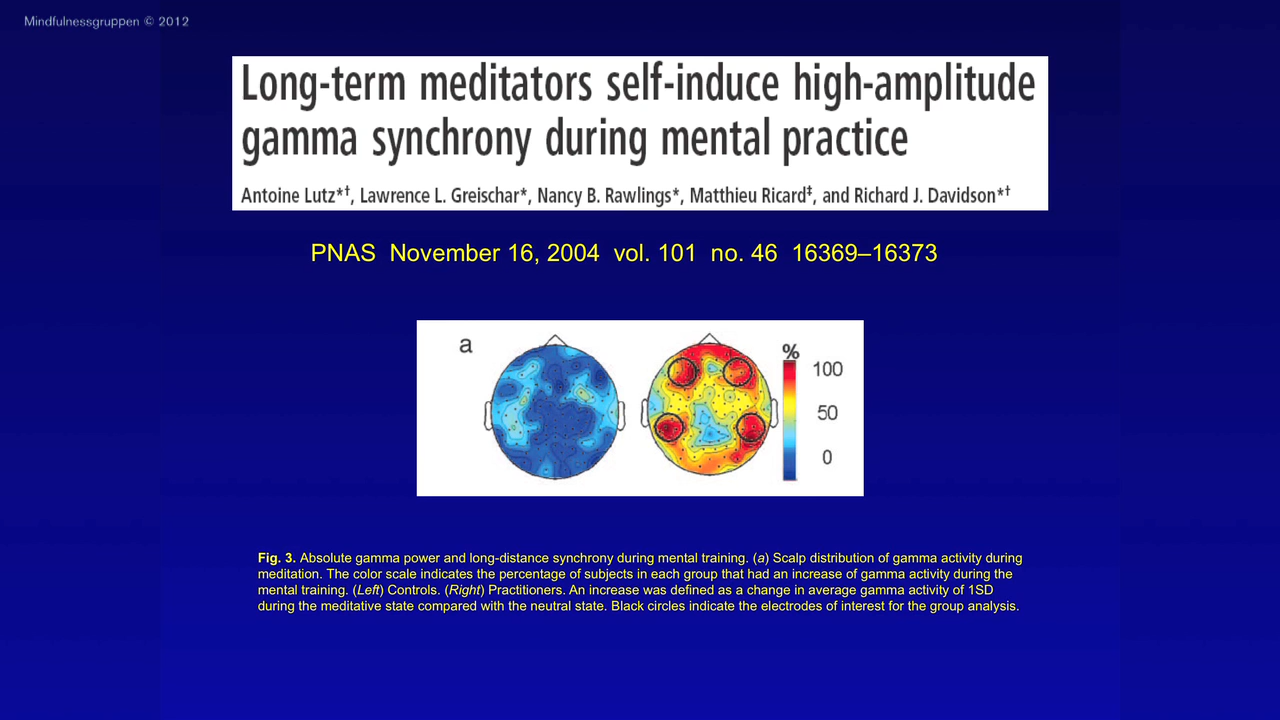 Mindfulnessgruppen © 2012
Long-term meditators self-induce high-amplitude
gamma synchrony during mental practice
Antoine Lutz*†, Lawrence L. Greischar*, Nancy B. Rawlings*, Matthieu Ricard‡, and Richard J. Davidson*†
PNAS November 16, 2004 vol. 101 no. 46 16369–16373
a
%
100
50
0
Fig. 3. Absolute gamma power and long-distance synchrony during mental training. (a) Scalp distribution of gamma activity during
meditation. The color scale indicates the percentage of subjects in each group that had an increase of gamma activity during the
mental training. (Left) Controls. (Right) Practitioners. An increase was defined as a change in average gamma activity of 1SD
during the meditative state compared with the neutral state. Black circles indicate the electrodes of interest for the group analysis.